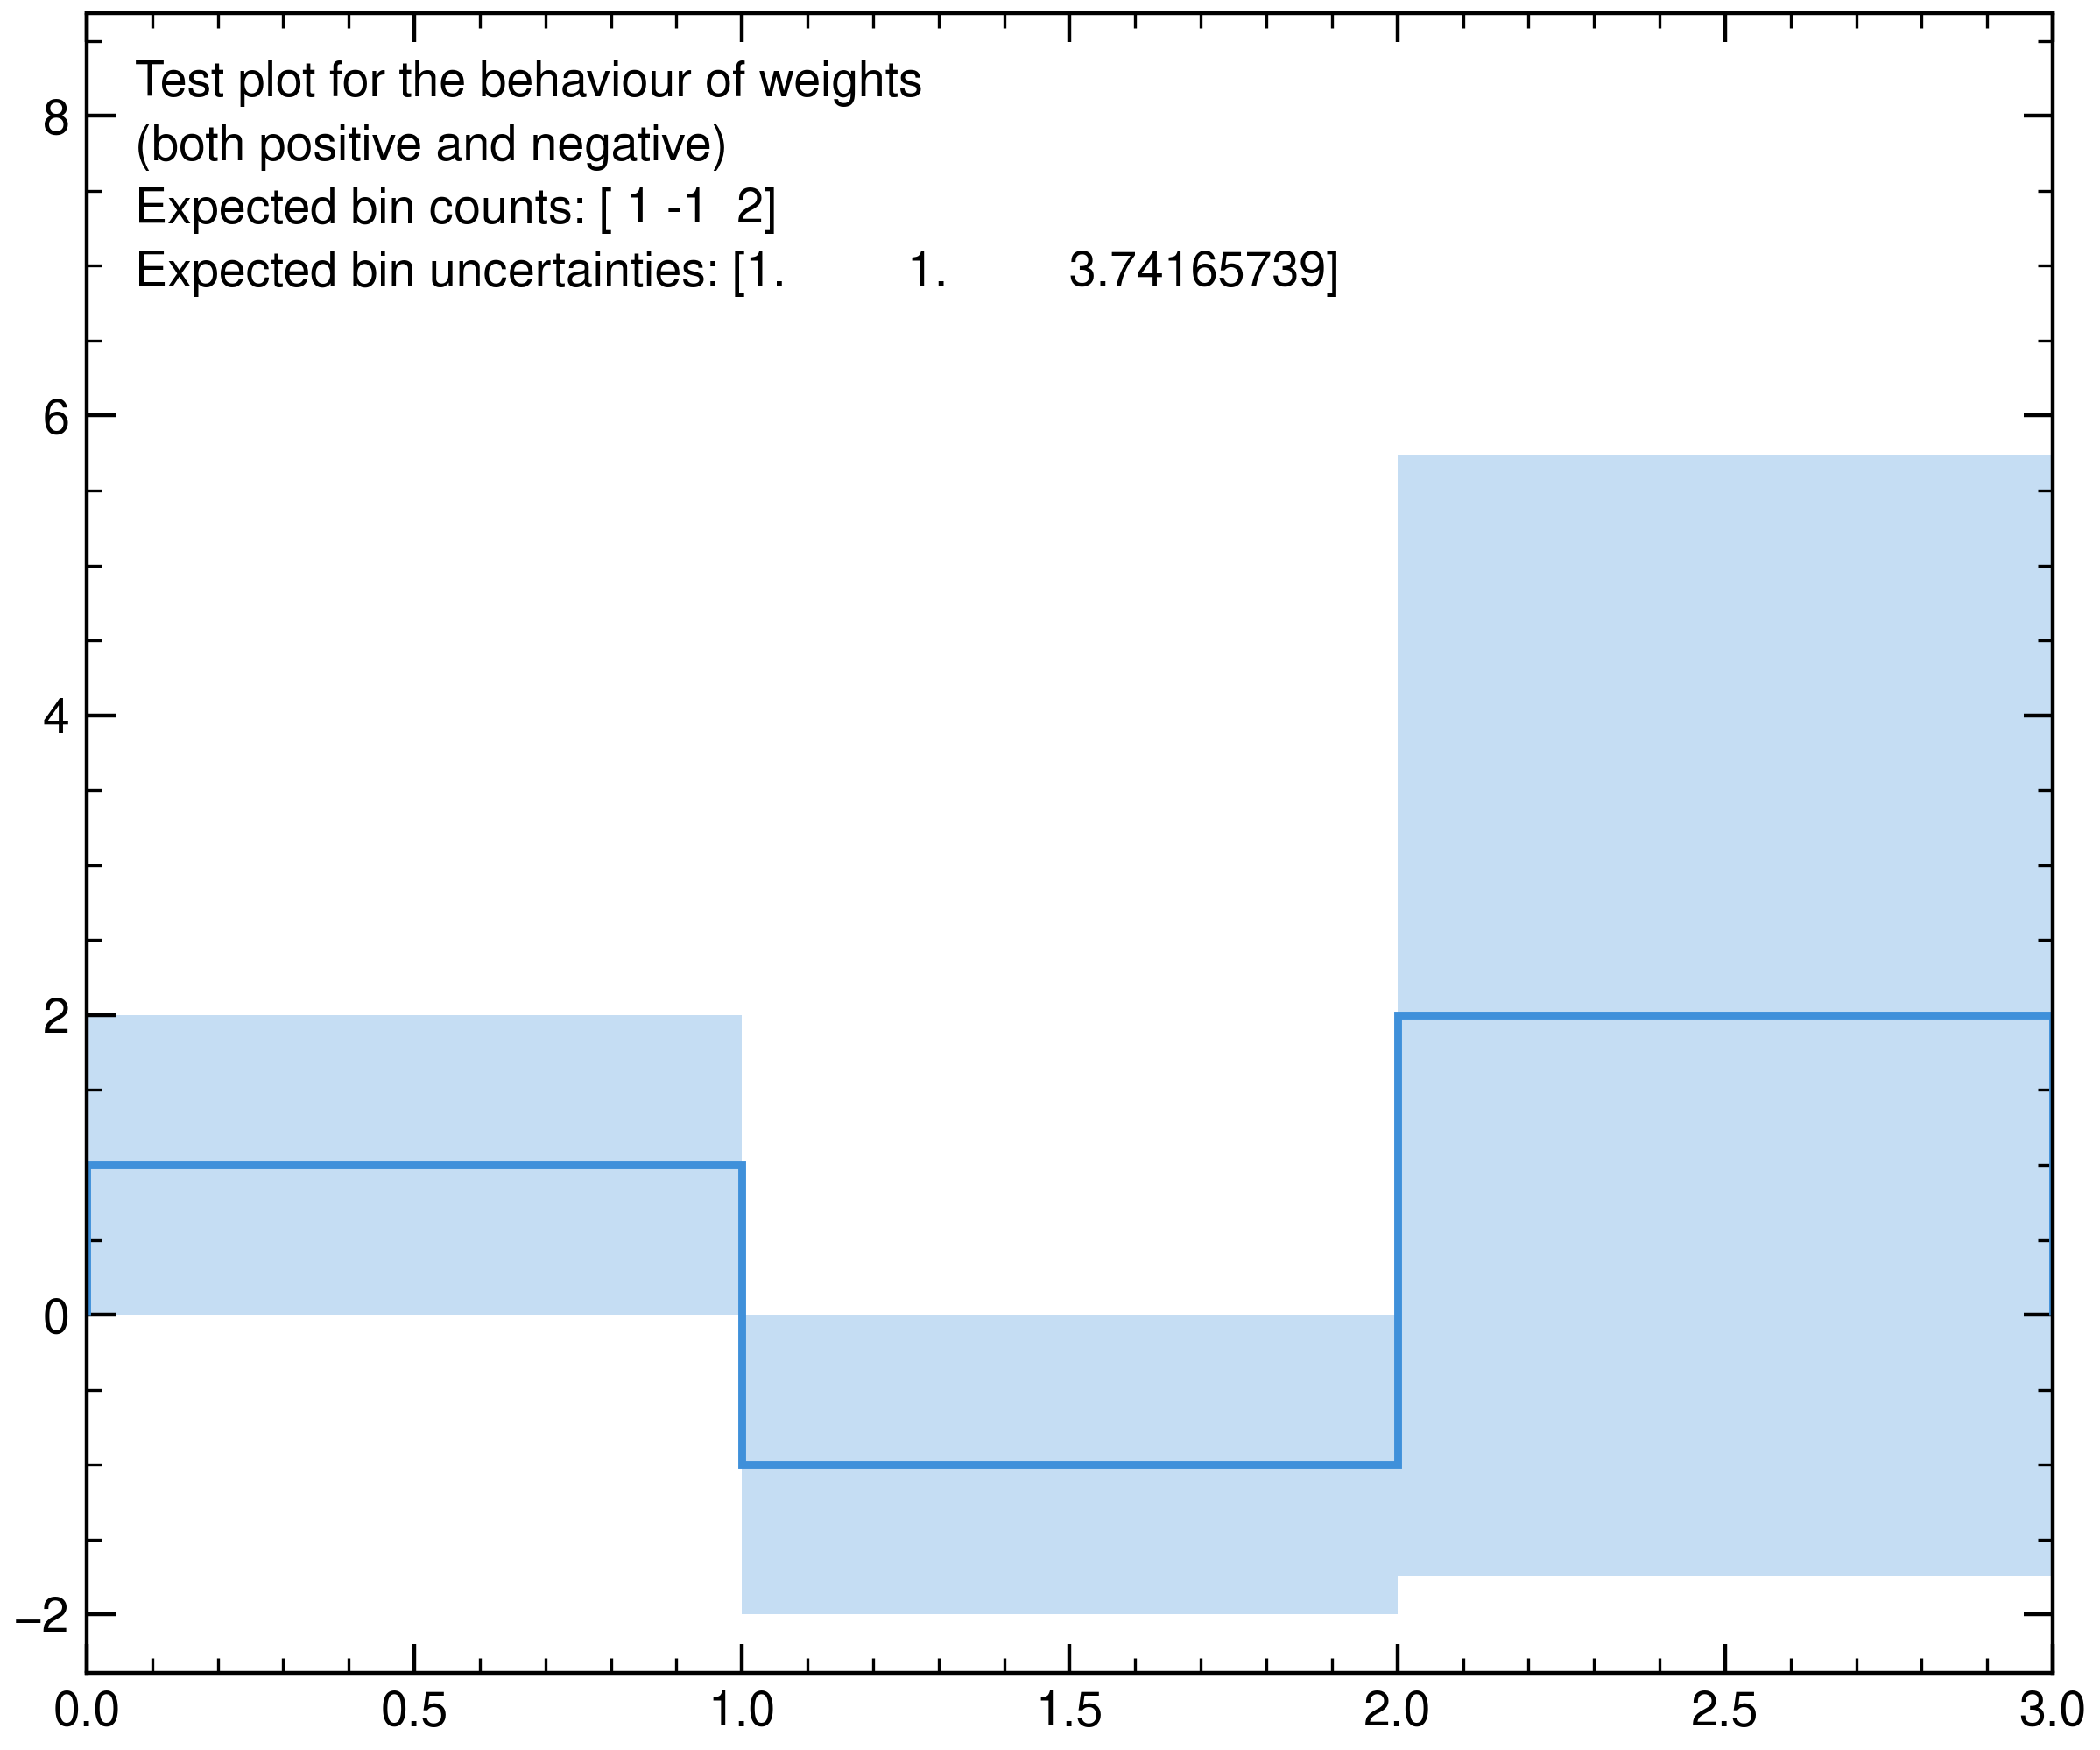 Test plot for the behaviour of weights
(both positive and negative)
Expected bin counts: [ 1 -1  2]
Expected bin uncertainties: [1.         1.         3.74165739]
8
6
4
2
0
−2
0.0 0.5 1.0 1.5 2.0 2.5 3.0